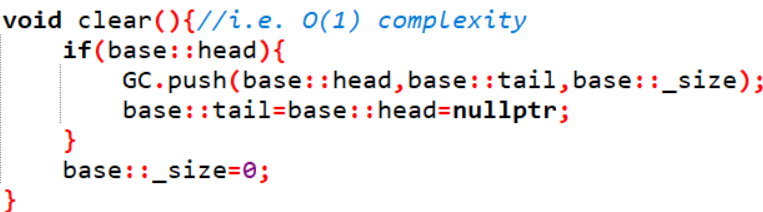 void clear(){//i.e. O(1) complexity
    if(base::head){
        GC.push(base::head,base::tail,base::_size);
        base::tail=base::head=nullptr;
    }
    base::_size=0;
}